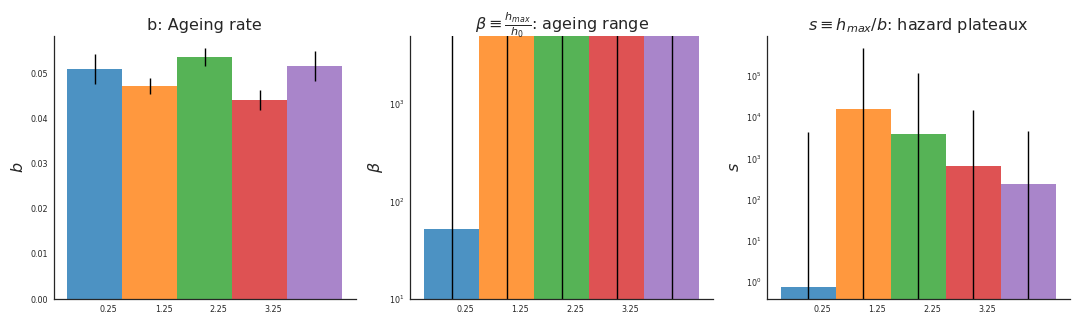 b: Ageing rate
b
0.05
0.04
0.03
0.02
0.01
0.00
0.25 1.25 2.25 3.25
β ≡ h_max/h_0: ageing range
β
10^3
10^2
10^1
0.25 1.25 2.25 3.25
s ≡ h_max/b: hazard plateaux
s
10^5
10^4
10^3
10^2
10^1
10^0
0.25 1.25 2.25 3.25